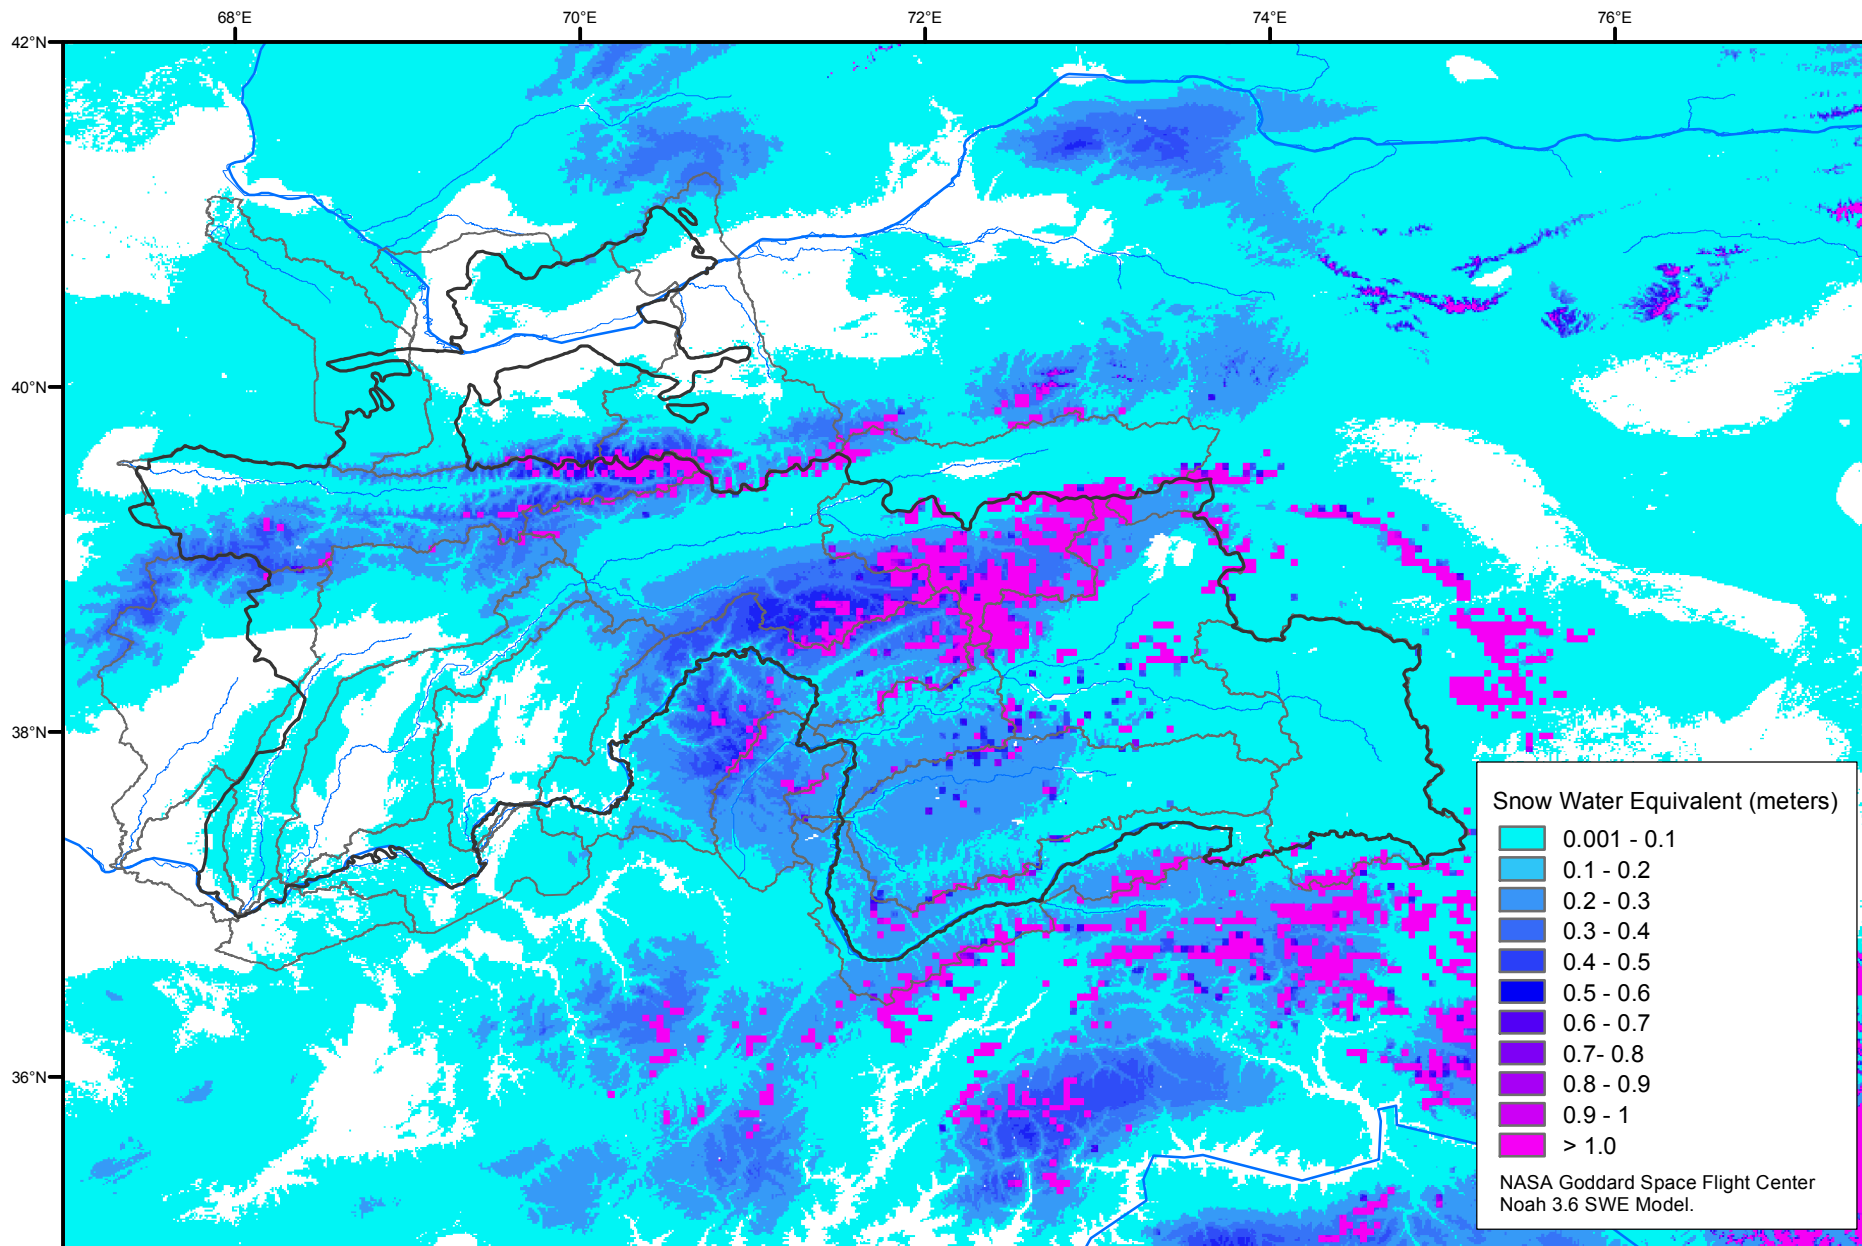 68°E 70°E 72°E 74°E 76°E
42°N
40°N
38°N
36°N
Snow Water Equivalent (meters)
0.001 - 0.1
0.1 - 0.2
0.2 - 0.3
0.3 - 0.4
0.4 - 0.5
0.5 - 0.6
0.6 - 0.7
0.7- 0.8
0.8 - 0.9
0.9 - 1
> 1.0
NASA Goddard Space Flight Center
Noah 3.6 SWE Model.